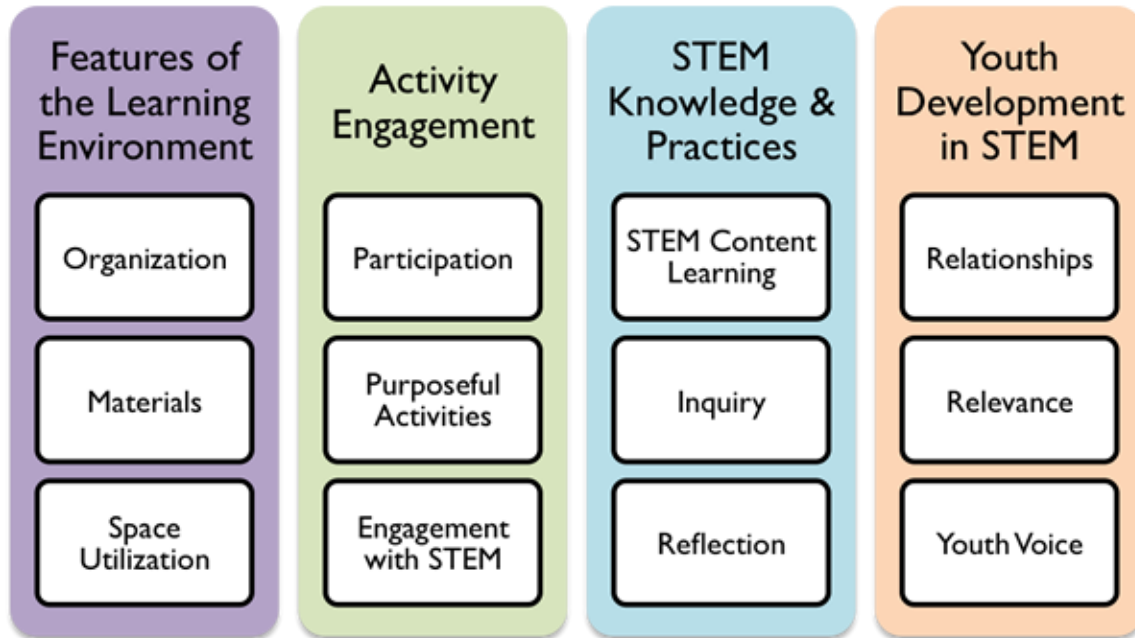 Features of
the Learning
Environment
Organization
Materials
Space
Utilization
Activity
Engagement
Participation
Purposeful
Activities
Engagement
with STEM
STEM
Knowledge &
Practices
STEM Content
Learning
Inquiry
Reflection
Youth
Development
in STEM
Relationships
Relevance
Youth Voice